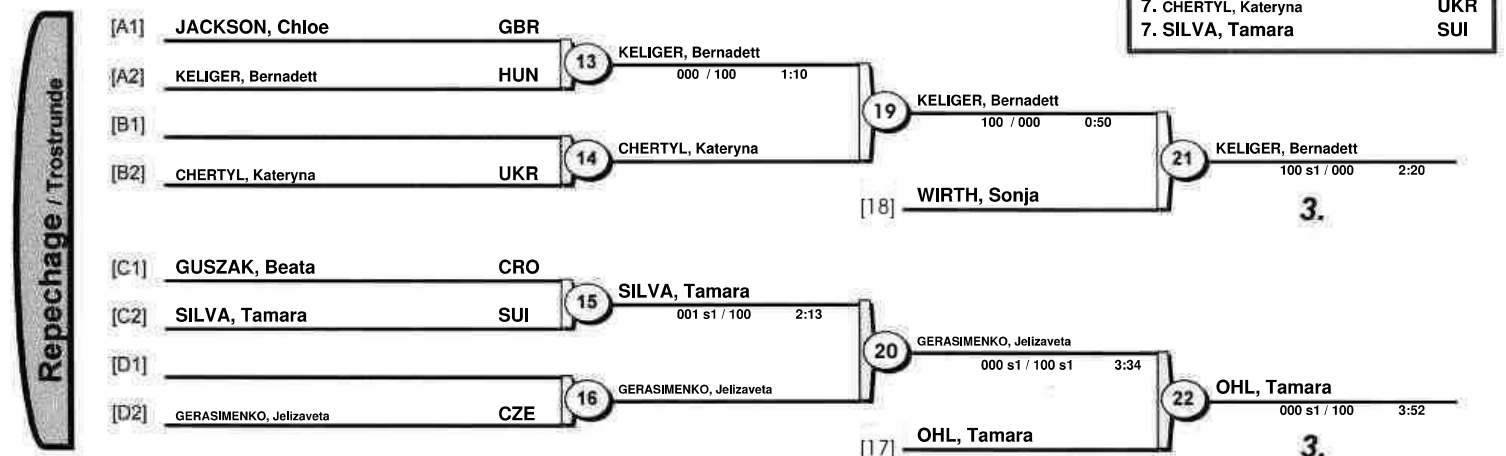 7. CHERTYL, Kateryna UKR
7. SILVA, Tamara SUI
Repechage / Trostrunde
[A1] JACKSON, Chloe GBR
13
KELIGER, Bernadett
000 / 100 1:10
[A2] KELIGER, Bernadett HUN
19
KELIGER, Bernadett
100 / 000 0:50
[B1]
14
CHERTYL, Kateryna
[B2] CHERTYL, Kateryna UKR
21
KELIGER, Bernadett
100 s1 / 000 2:20
[18] WIRTH, Sonja
3.
[C1] GUSZAK, Beata CRO
15
SILVA, Tamara
001 s1 / 100 2:13
[C2] SILVA, Tamara SUI
20
GERASIMENKO, Jelizaveta
000 s1 / 100 s1 3:34
[D1]
16
GERASIMENKO, Jelizaveta
[D2] GERASIMENKO, Jelizaveta CZE
22
OHL, Tamara
000 s1 / 100 3:52
[17] OHL, Tamara
3.